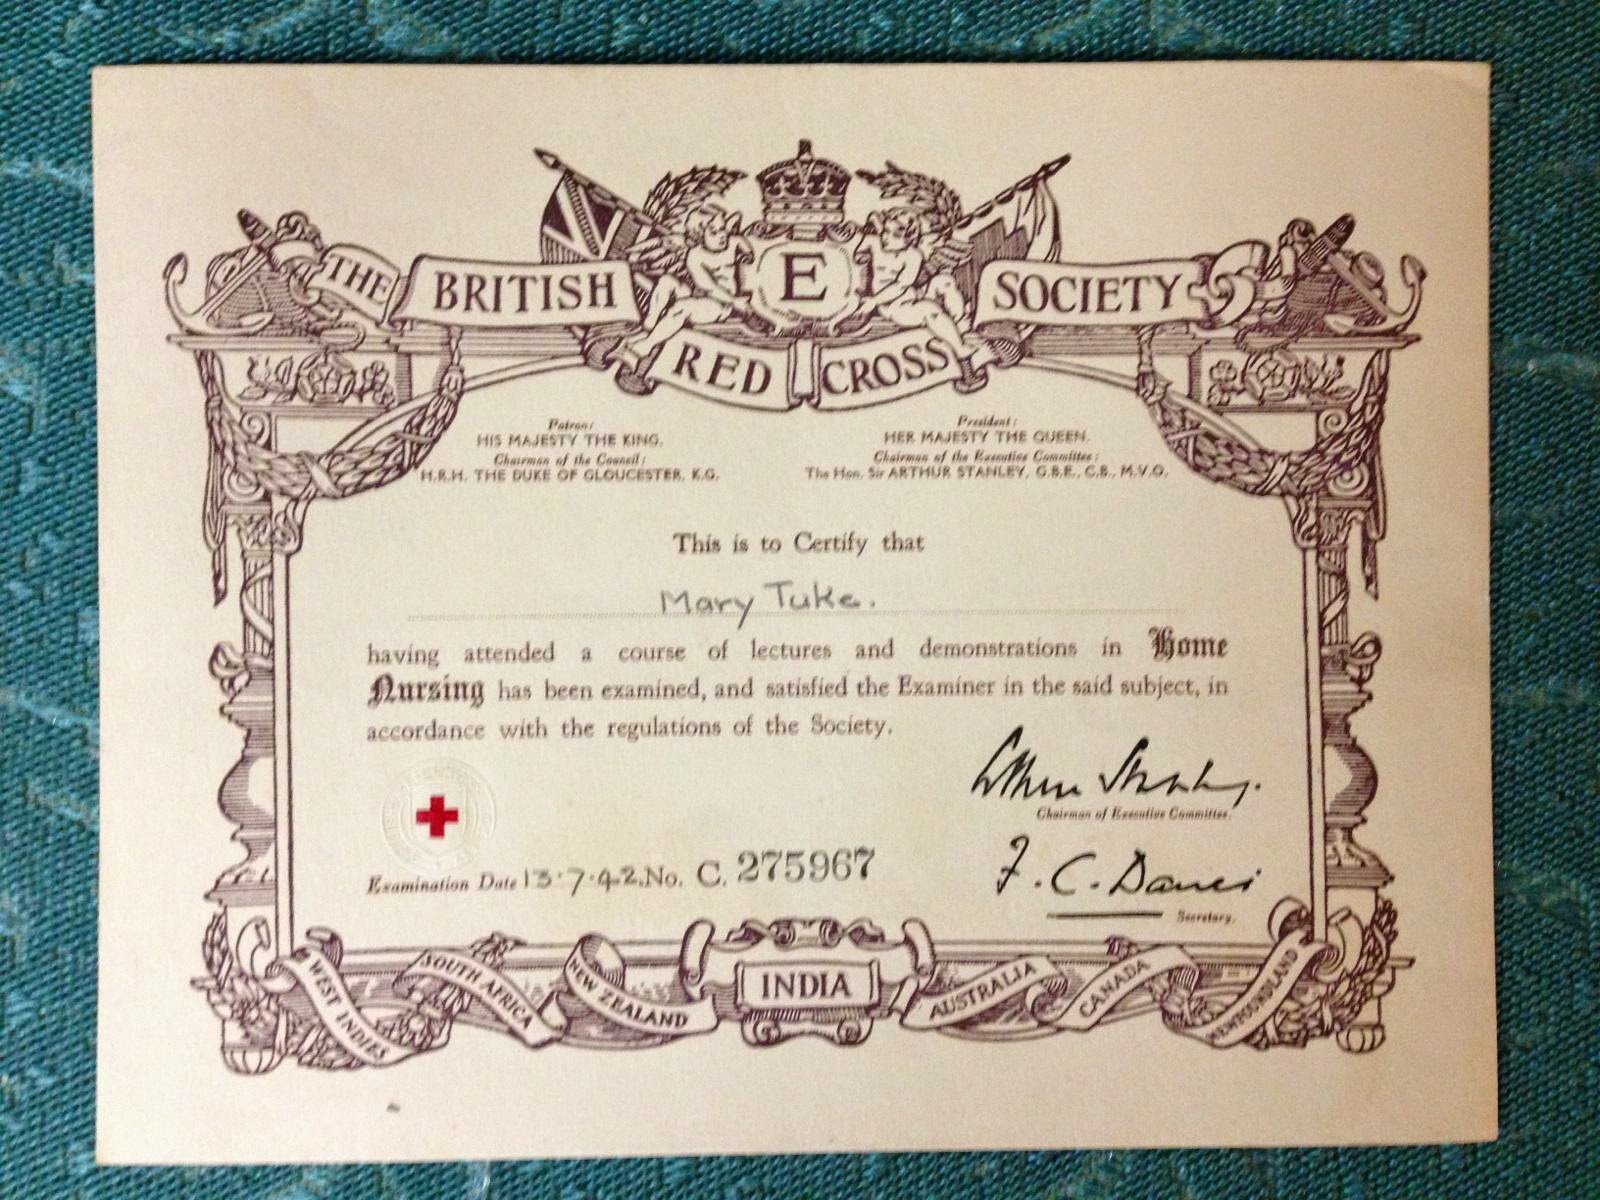 THE BRITISH E SOCIETY
RED CROSS
Patron:
HIS MAJESTY THE KING.
Chairman of the Council:
H.R.H. THE DUKE OF GLOUCESTER, K.G.
President:
HER MAJESTY THE QUEEN.
Chairman of the Executive Committee:
The Hon. Sir ARTHUR STANLEY, G.B.E., C.B., M.V.O.
This is to Certify that
Mary Tuke.
having attended a course of lectures and demonstrations in Home
Nursing has been examined, and satisfied the Examiner in the said subject, in
accordance with the regulations of the Society.
Arthur Stanley.
Chairman of Executive Committee.
Examination Date 13.7.42. No. C. 275967
F. C. Davies
Secretary.
WEST INDIES
SOUTH AFRICA
NEW ZEALAND
INDIA
AUSTRALIA
CANADA
NEWFOUNDLAND